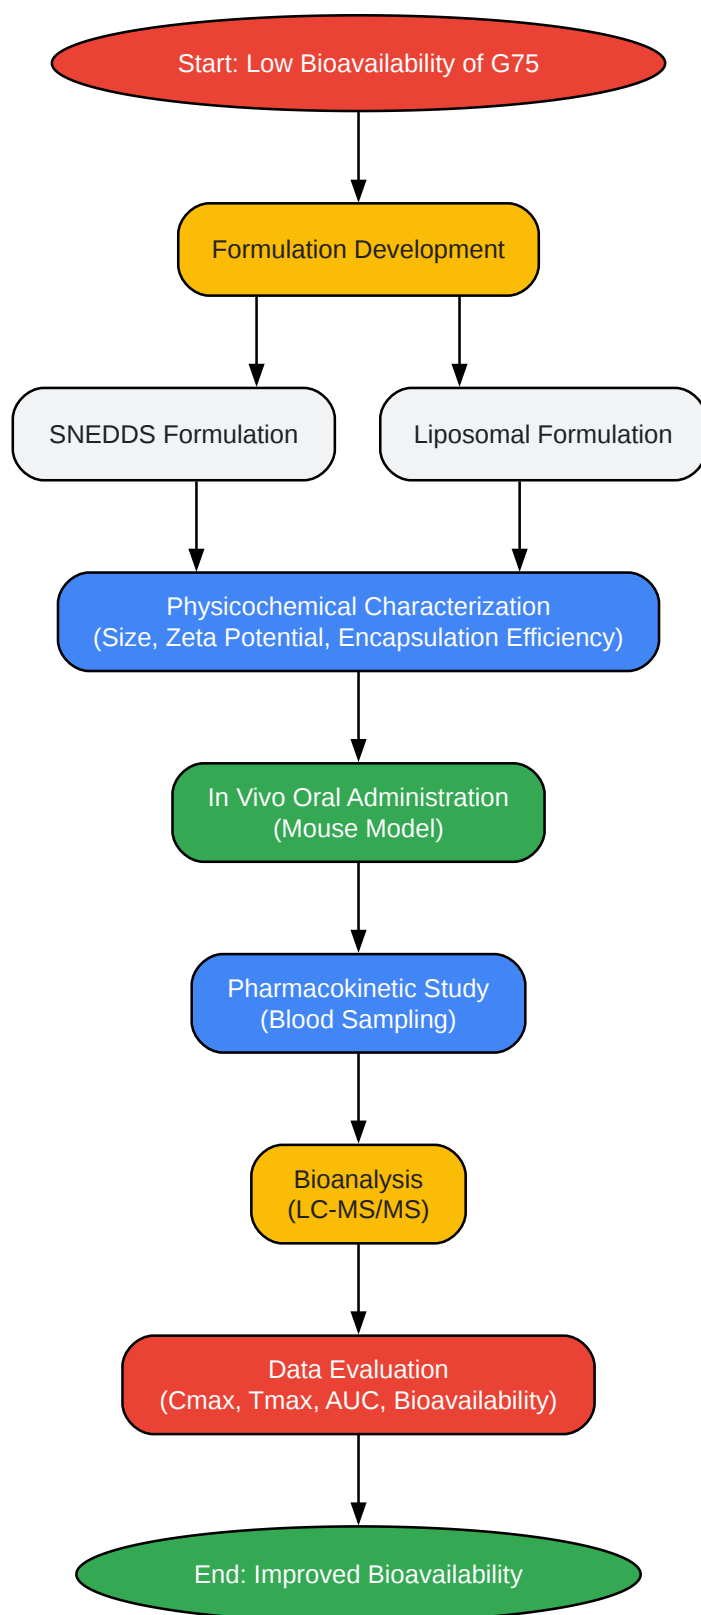 Start: Low Bioavailability of G75
Formulation Development
SNEDDS Formulation
Liposomal Formulation
Physicochemical Characterization
(Size, Zeta Potential, Encapsulation Efficiency)
In Vivo Oral Administration
(Mouse Model)
Pharmacokinetic Study
(Blood Sampling)
Bioanalysis
(LC-MS/MS)
Data Evaluation
(Cmax, Tmax, AUC, Bioavailability)
End: Improved Bioavailability